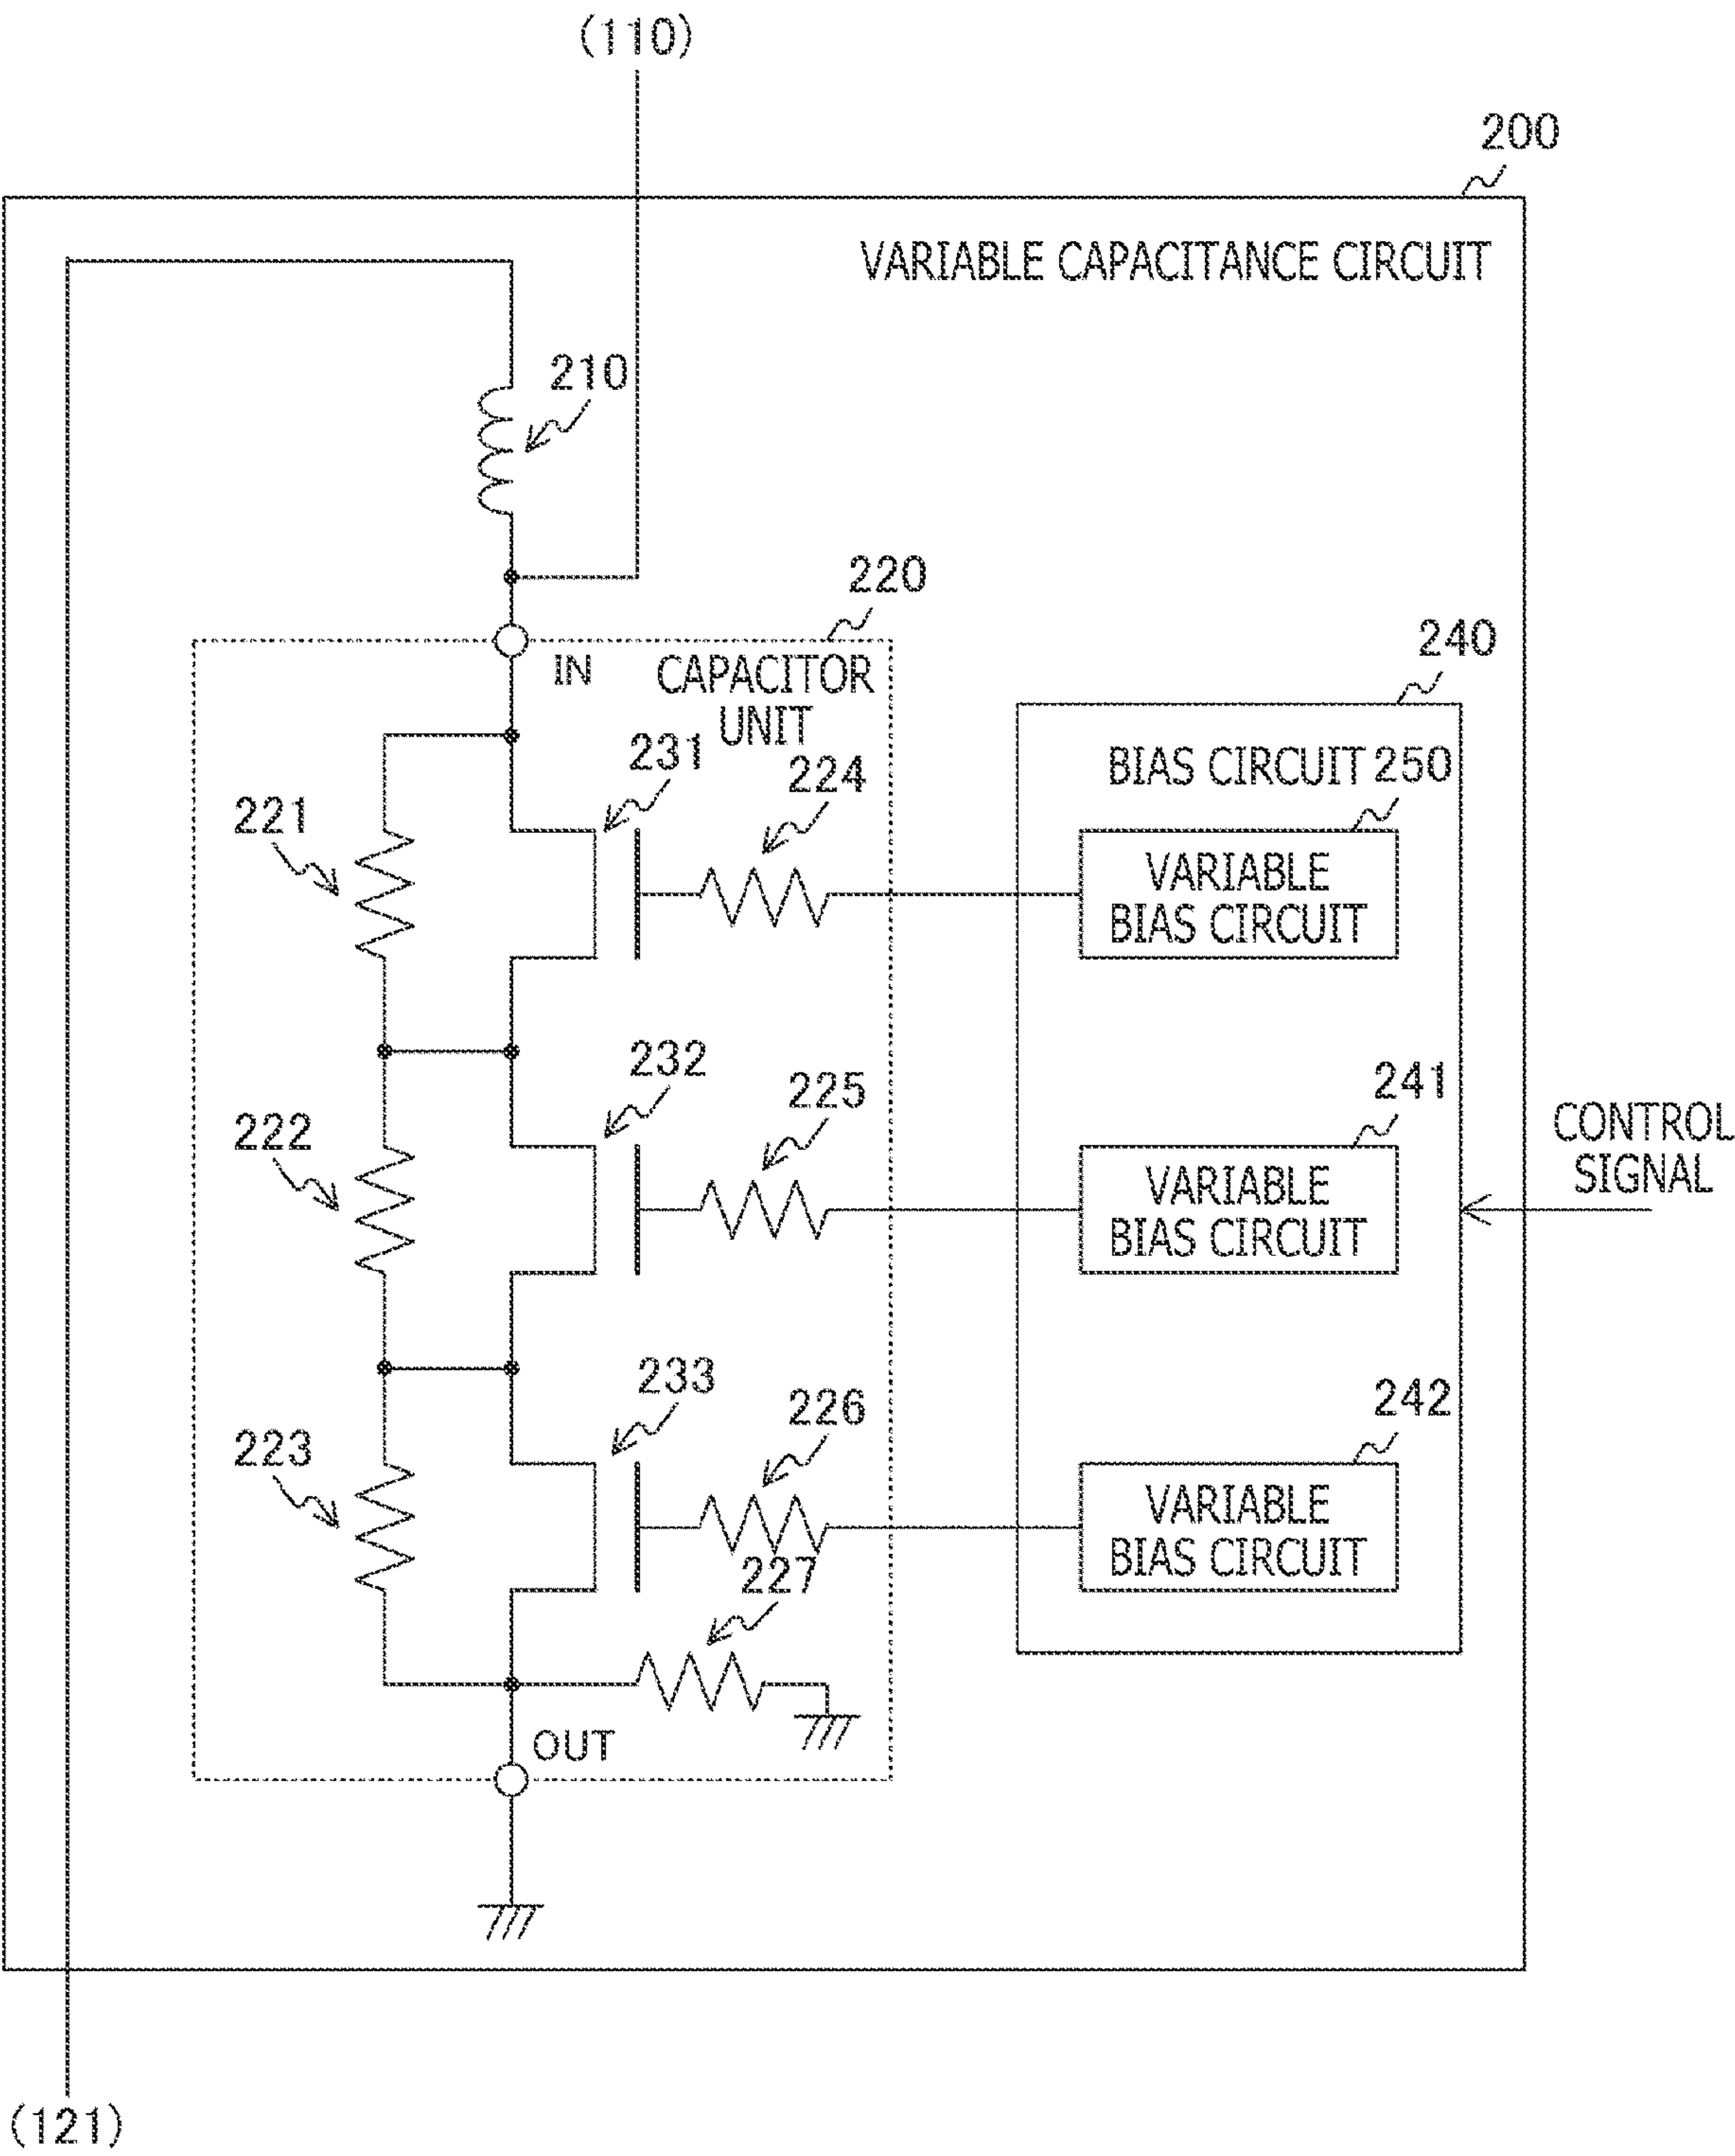 (110)
200
VARIABLE CAPACITANCE CIRCUIT
210
220
IN
CAPACITOR
UNIT
240
BIAS CIRCUIT
250
231
224
221
VARIABLE
BIAS CIRCUIT
232
225
241
222
VARIABLE
BIAS CIRCUIT
CONTROL
SIGNAL
233
226
242
223
VARIABLE
BIAS CIRCUIT
227
OUT
(121)